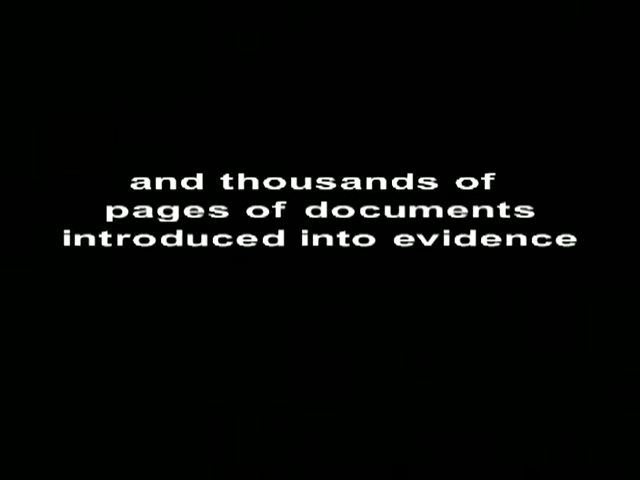 and thousands of
pages of documents
introduced into evidence